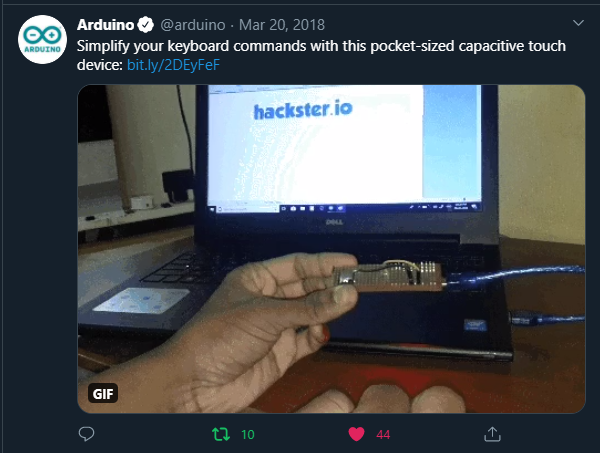 Arduino @arduino · Mar 20, 2018
ARDUINO
Simplify your keyboard commands with this pocket-sized capacitive touch
device: bit.ly/2DEyFeF
hackster.io
DELL
GIF
10
44